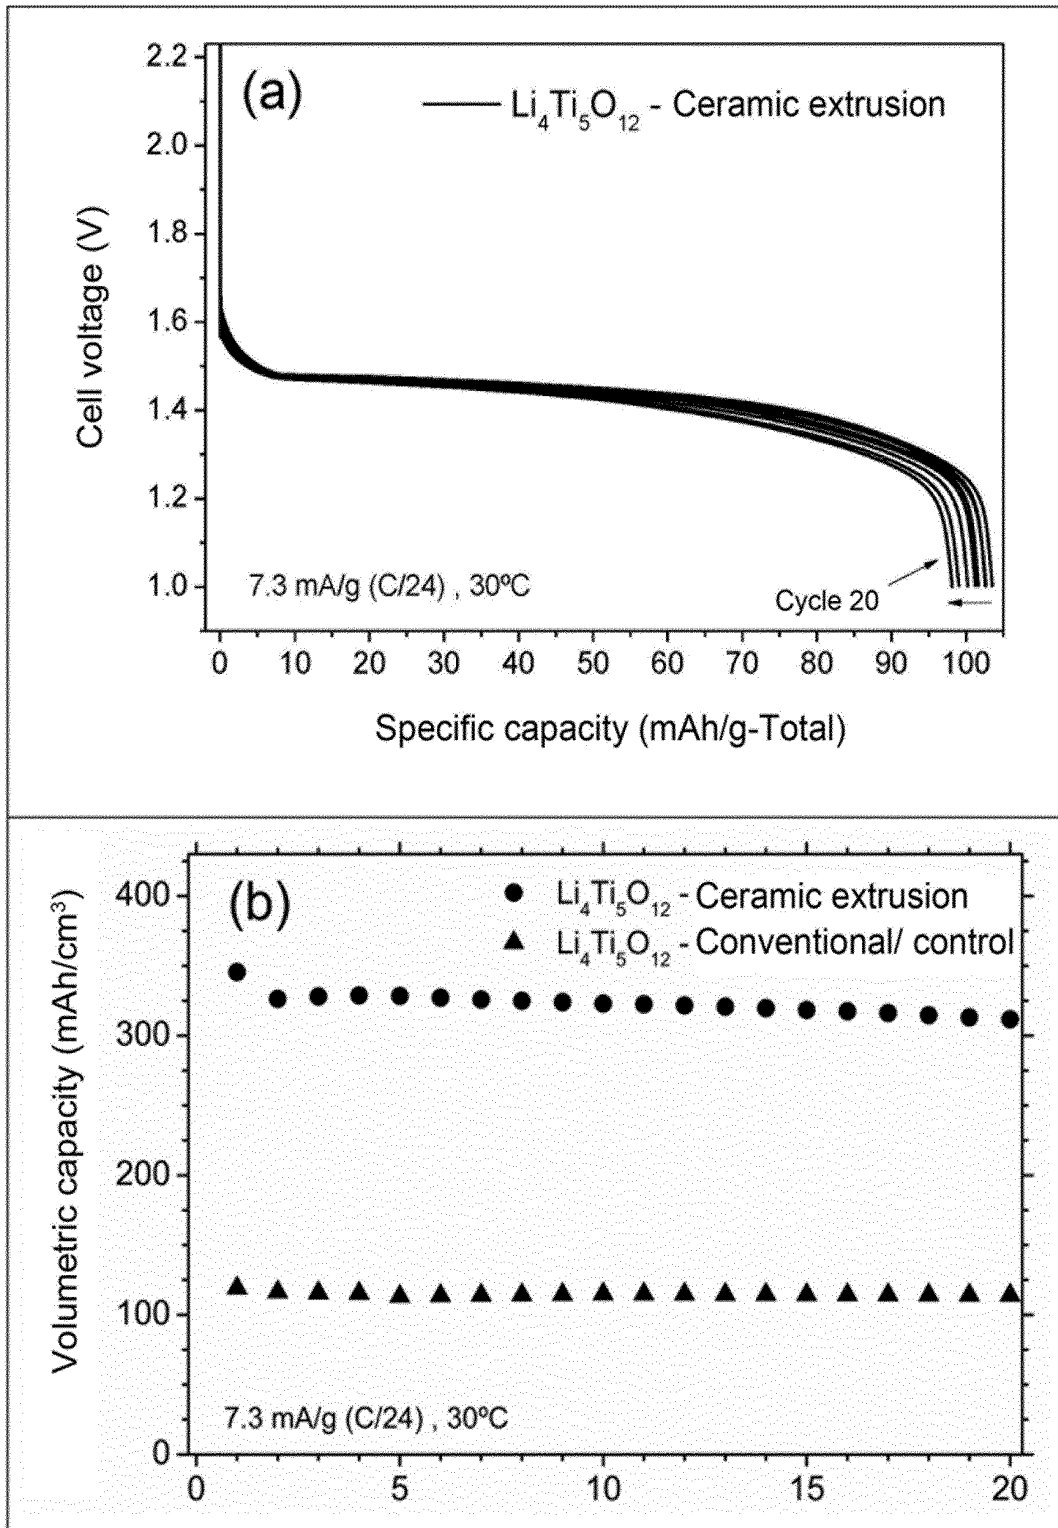 (a)
Li₄Ti₅O₁₂ - Ceramic extrusion
2.2
2.0
1.8
1.6
1.4
1.2
1.0
Cell voltage (V)
7.3 mA/g (C/24) , 30ºC
Cycle 20
0 10 20 30 40 50 60 70 80 90 100
Specific capacity (mAh/g-Total)
(b)
Li₄Ti₅O₁₂ - Ceramic extrusion
Li₄Ti₅O₁₂ - Conventional/ control
400
300
200
100
0
Volumetric capacity (mAh/cm³)
7.3 mA/g (C/24) , 30ºC
0 5 10 15 20